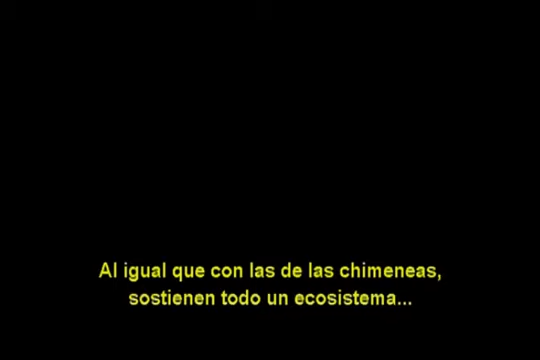 Al igual que con las de las chimeneas,
sostienen todo un ecosistema...